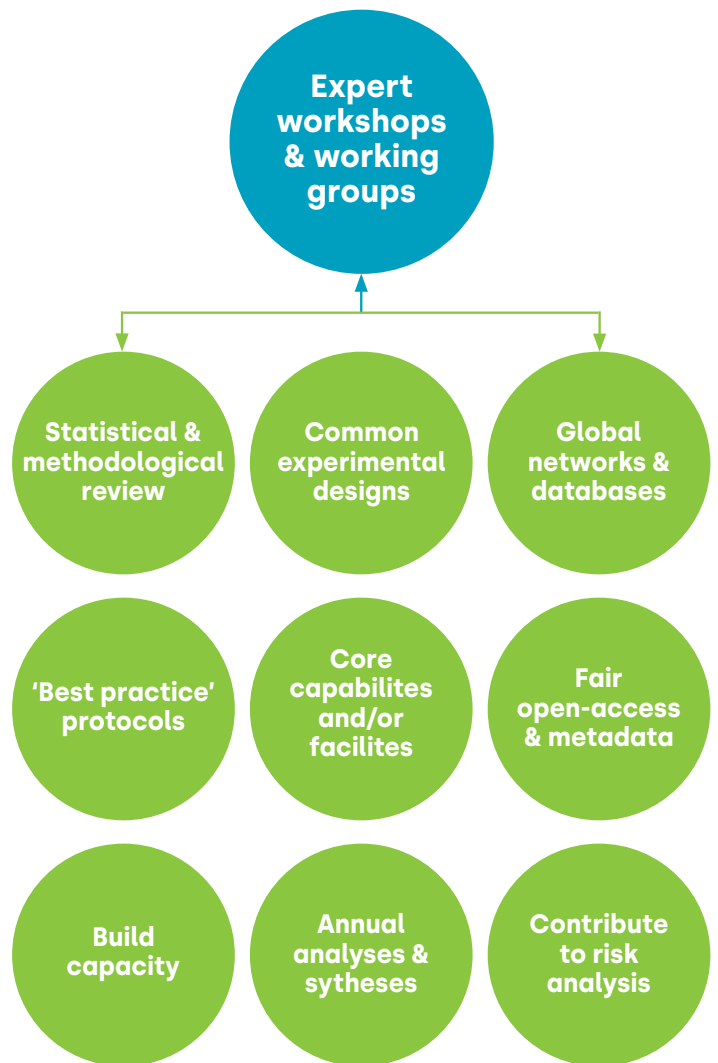 Expert
workshops
& working
groups
Statistical &
methodological
review
Common
experimental
designs
Global
networks &
databases
'Best practice'
protocols
Core
capabilites
and/or
facilites
Fair
open-access
& metadata
Build
capacity
Annual
analyses &
sytheses
Contribute
to risk
analysis